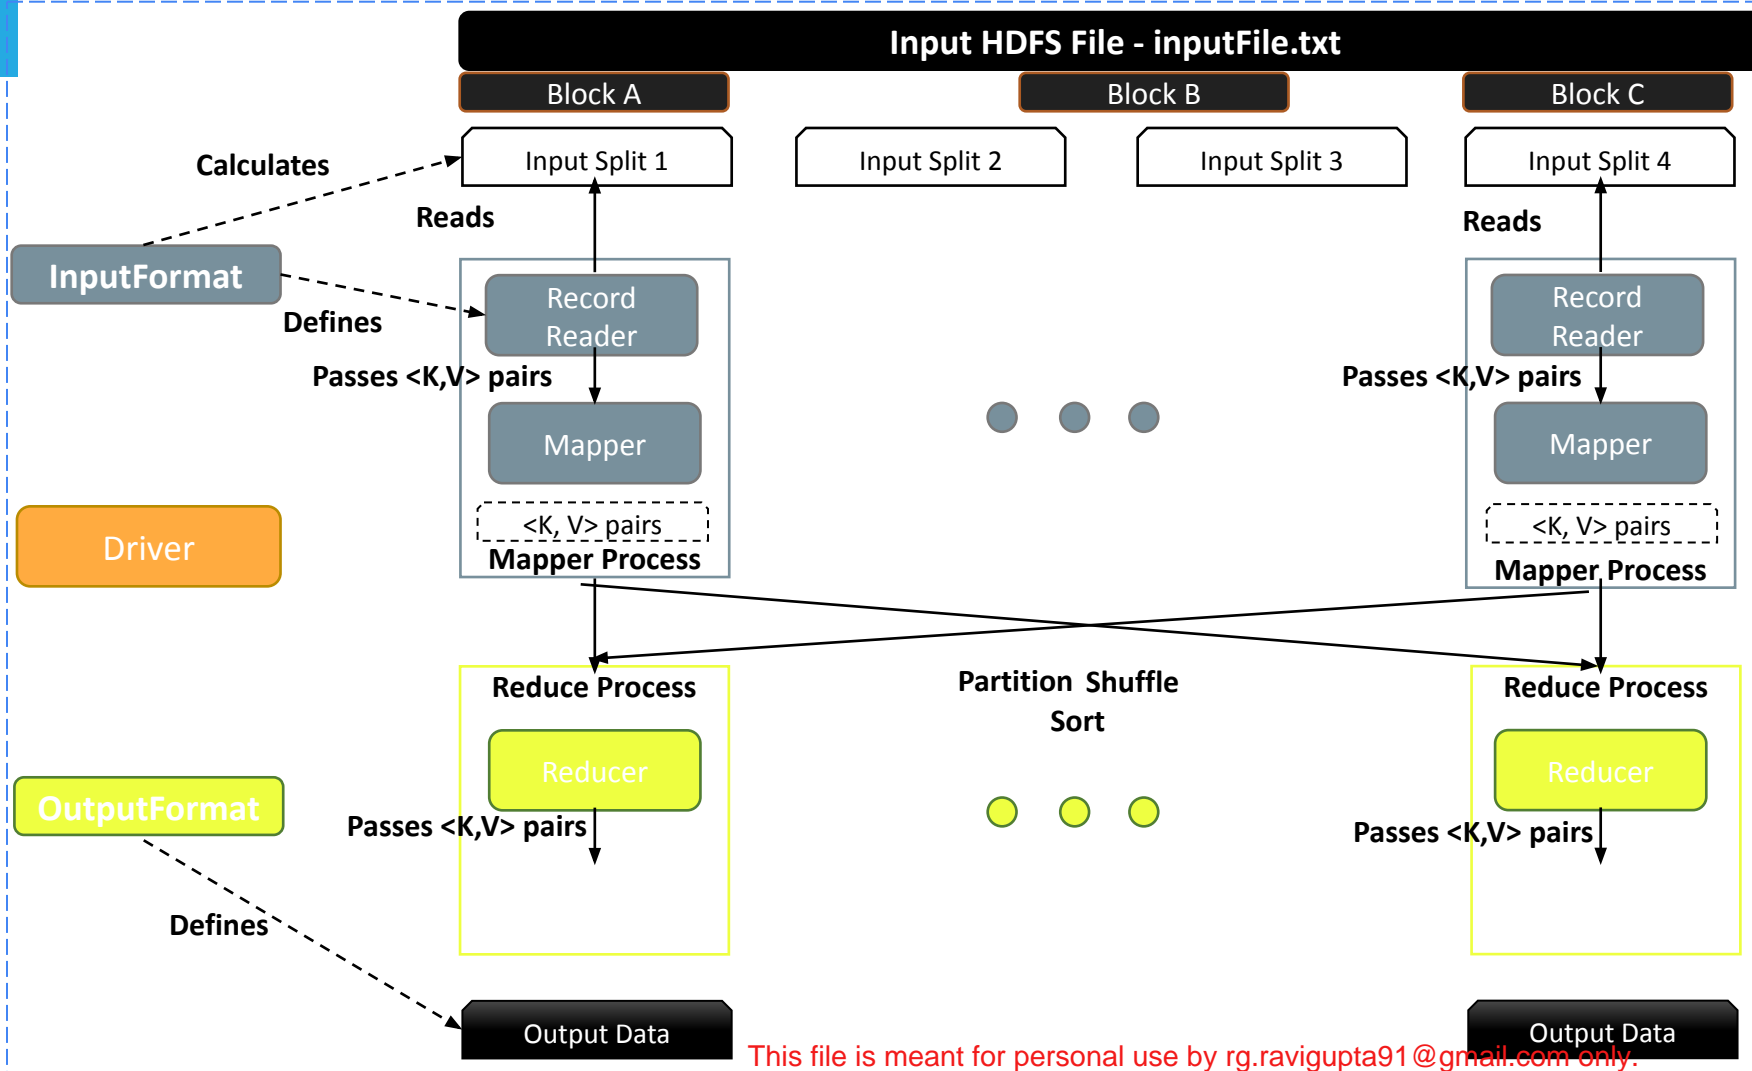 Input HDFS File - inputFile.txt
Block A
Block B
Block C
Input Split 1
Input Split 2
Input Split 3
Input Split 4
Calculates
Reads
Reads
InputFormat
Defines
Record
Reader
Record
Reader
Passes <K,V> pairs
Passes <K,V> pairs
Mapper
Mapper
<K, V> pairs
<K, V> pairs
Mapper Process
Mapper Process
Driver
Reduce Process
Partition Shuffle
Sort
Reduce Process
Reducer
Reducer
OutputFormat
Passes <K,V> pairs
Passes <K,V> pairs
Defines
Output Data
Output Data
This file is meant for personal use by rg.ravigupta91@gmail.com only.